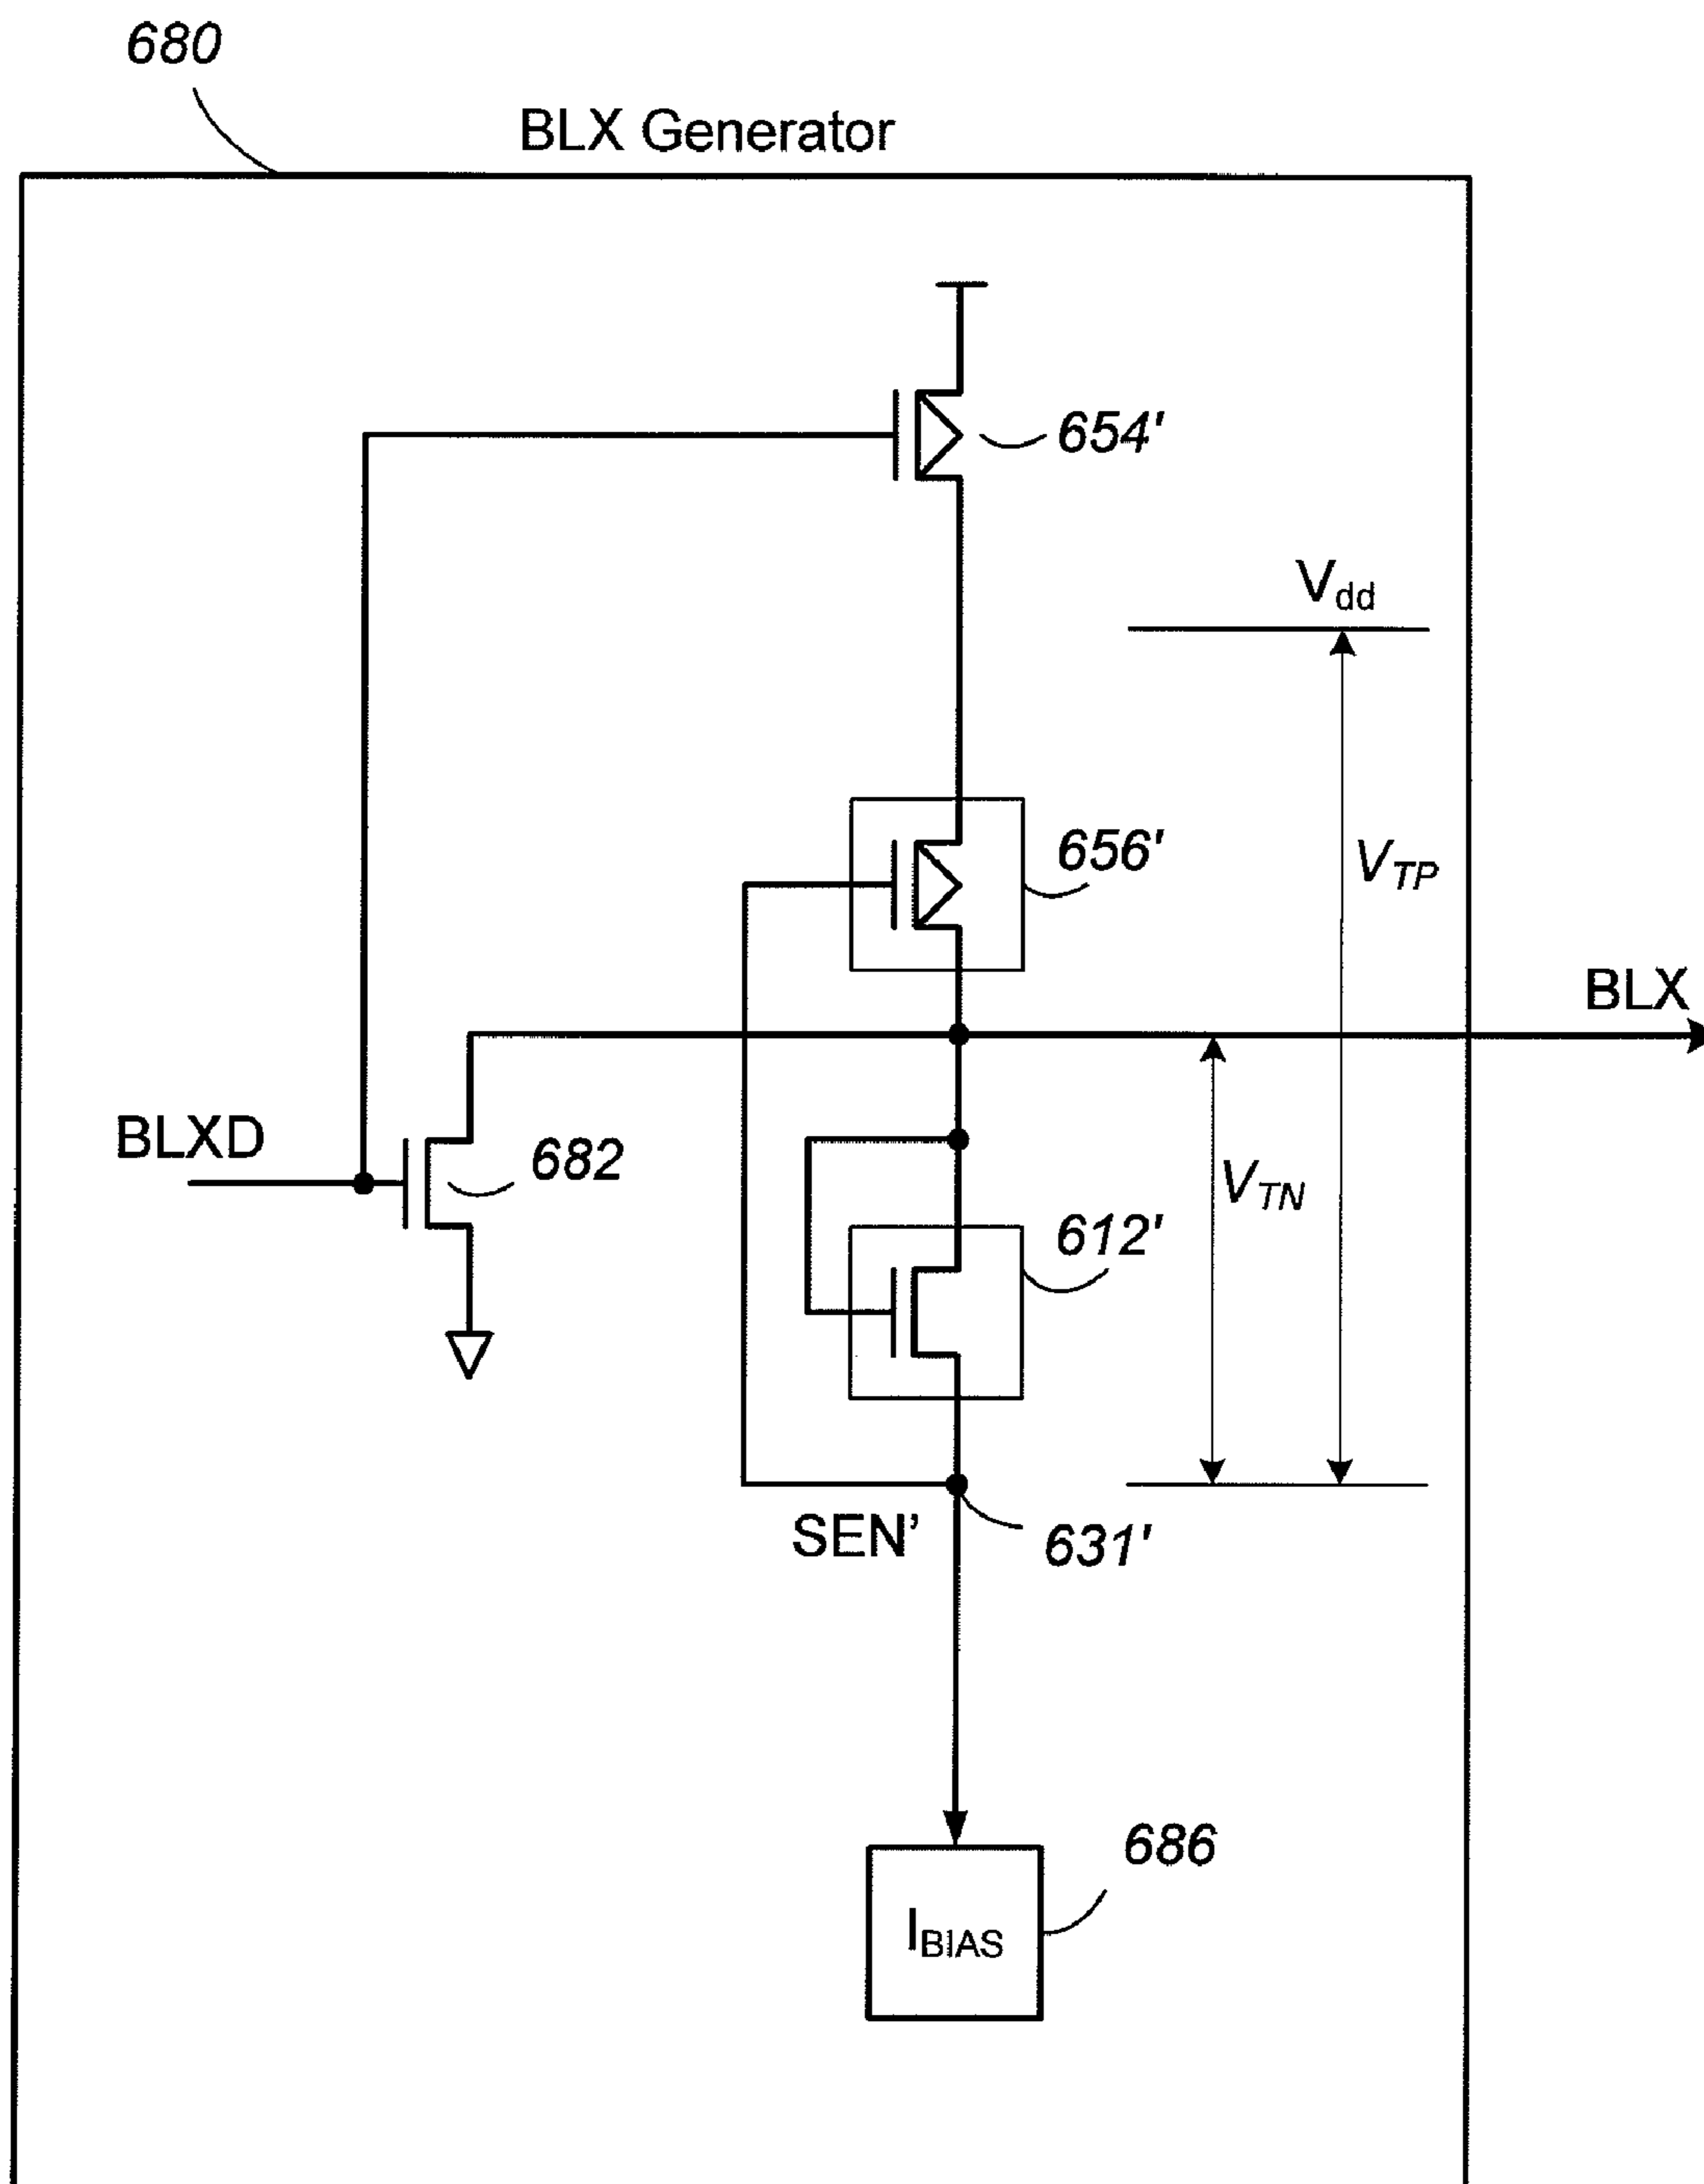 680
BLX Generator
654'
Vdd
656'
VTP
BLX
BLXD
682
VTN
612'
SEN’
631'
686
IBIAS